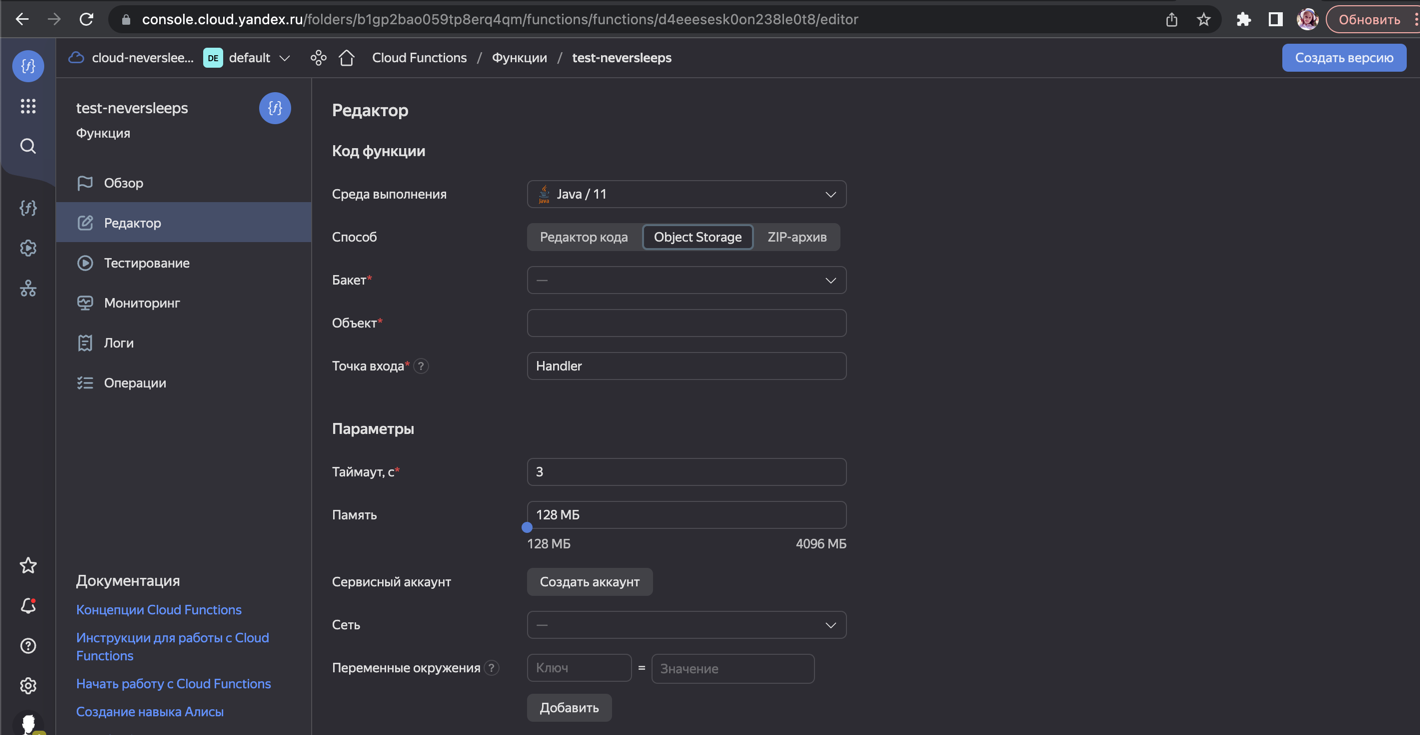 console.cloud.yandex.ru/folders/b1gp2bao059tp8erq4qm/functions/functions/d4eeesesk0on238le0t8/editor
Обновить
cloud-neverslee... DE default
Cloud Functions / Функции / test-neversleeps
Создать версию
test-neversleeps
Функция
Обзор
Редактор
Тестирование
Мониторинг
Логи
Операции
Документация
Концепции Cloud Functions
Инструкции для работы с Cloud
Functions
Начать работу с Cloud Functions
Создание навыка Алисы
Редактор
Код функции
Среда выполнения Java / 11
Способ Редактор кода Object Storage ZIP-архив
Бакет* —
Объект*
Точка входа* ? Handler
Параметры
Таймаут, с* 3
Память 128 МБ
128 МБ 4096 МБ
Сервисный аккаунт Создать аккаунт
Сеть —
Переменные окружения ? Ключ = Значение
Добавить